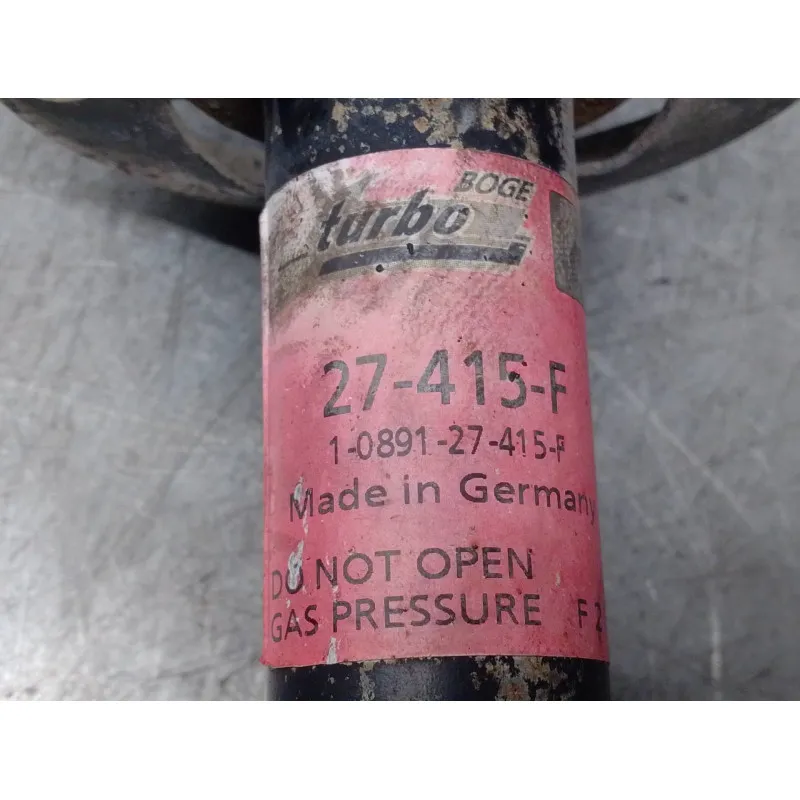 BOGE
turbo
27-415-F
1-0891-27-415-F
Made in Germany
DO NOT OPEN
GAS PRESSURE F 2